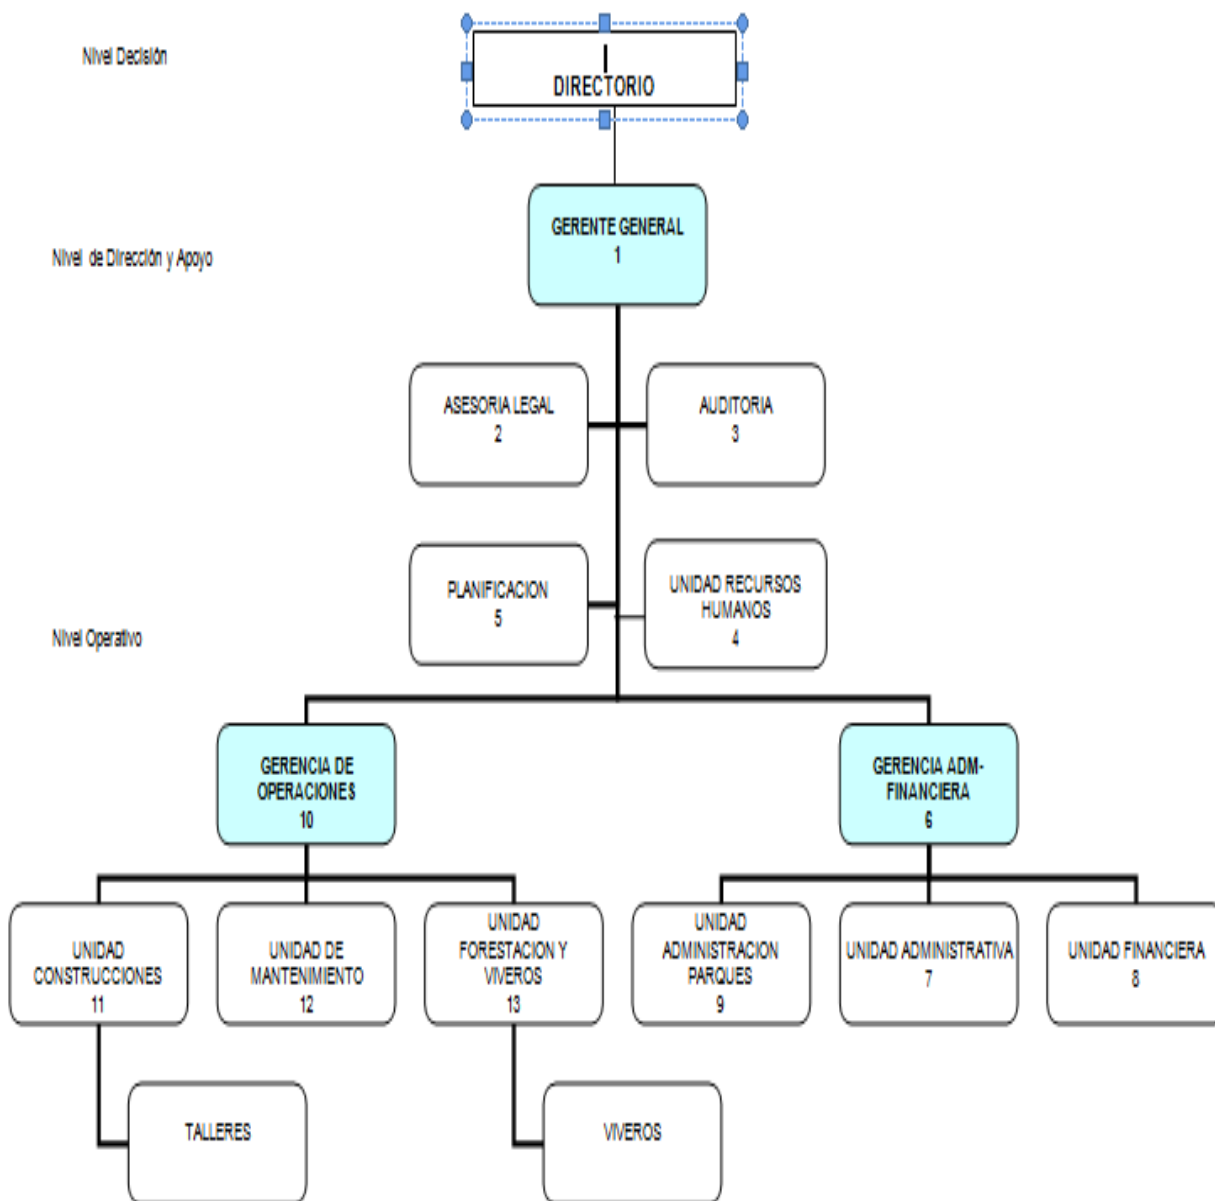 Nivel Decisión
DIRECTORIO
GERENTE GENERAL
1
Nivel de Dirección y Apoyo
ASESORIA LEGAL
2
AUDITORIA
3
PLANIFICACION
5
UNIDAD RECURSOS
HUMANOS
4
Nivel Operativo
GERENCIA DE
OPERACIONES
10
GERENCIA ADM-
FINANCIERA
6
UNIDAD
CONSTRUCCIONES
11
UNIDAD DE
MANTENIMIENTO
12
UNIDAD
FORESTACION Y
VIVEROS
13
UNIDAD
ADMINISTRACION
PARQUES
9
UNIDAD ADMINISTRATIVA
7
UNIDAD FINANCIERA
8
TALLERES
VIVEROS